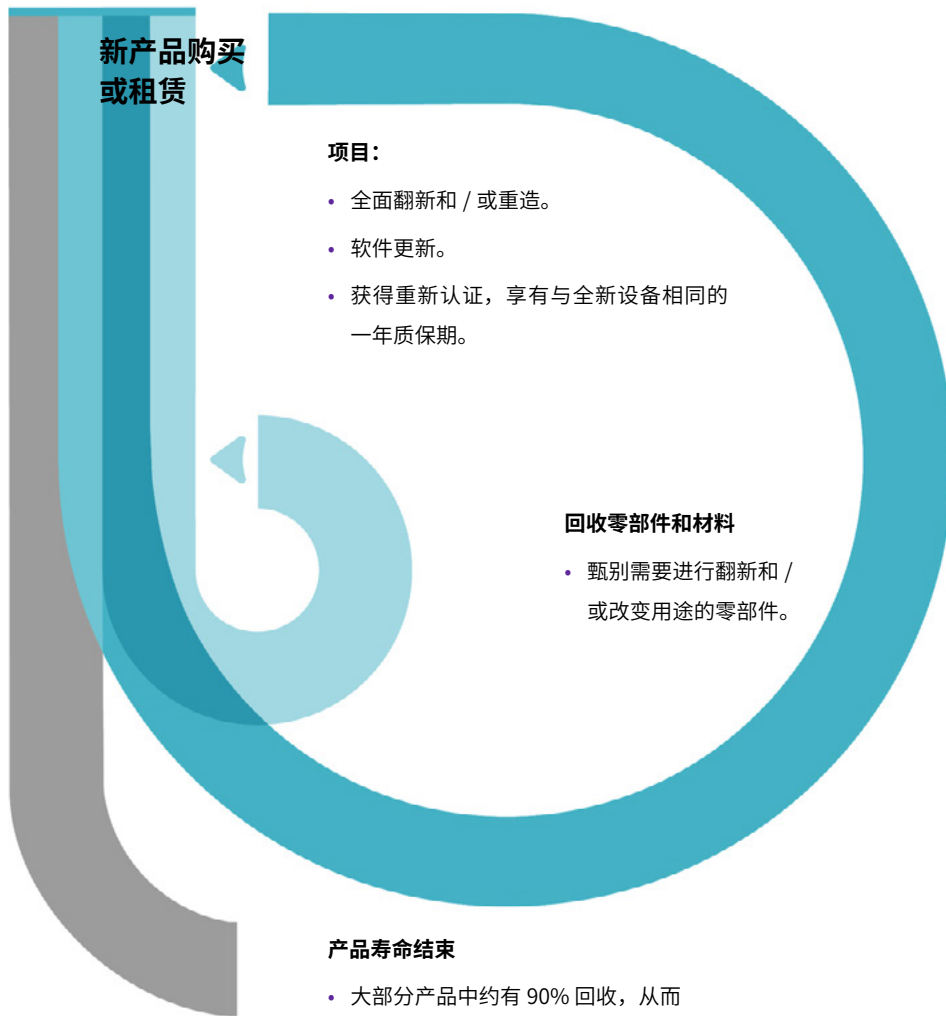 新产品购买
或租赁
项目：
• 全面翻新和 / 或重造。
• 软件更新。
• 获得重新认证，享有与全新设备相同的
一年质保期。
回收零部件和材料
• 甄别需要进行翻新和 /
或改变用途的零部件。
产品寿命结束
• 大部分产品中约有 90% 回收，从而